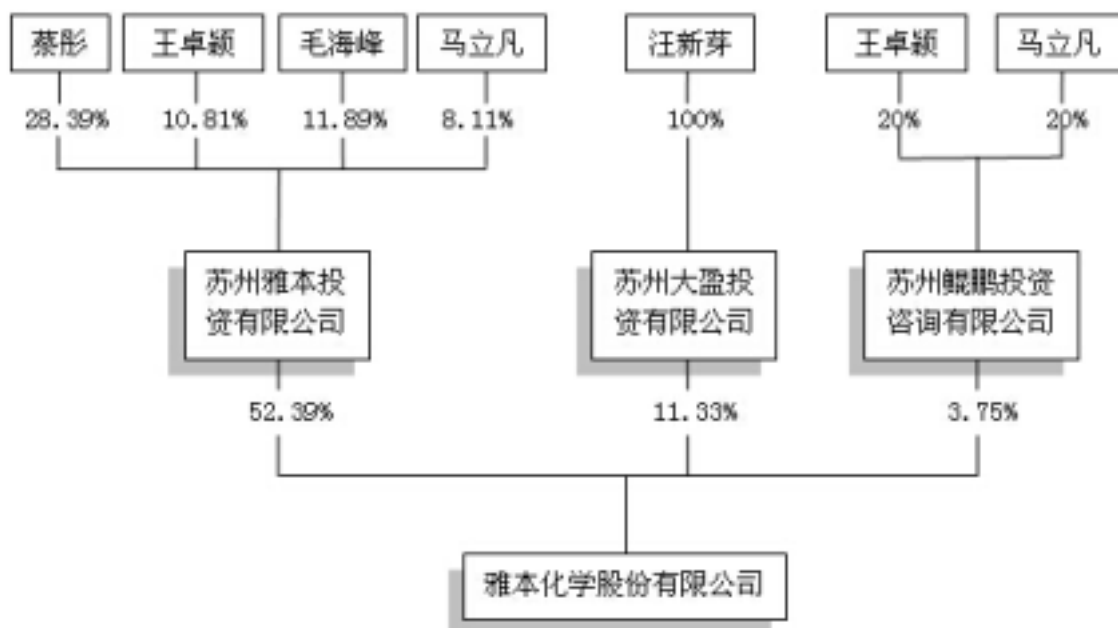 蔡彤 王卓颖 毛海峰 马立凡 汪新芽 王卓颖 马立凡
28.39% 10.81% 11.89% 8.11% 100% 20% 20%
苏州雅本投 苏州大盈投 苏州鲲鹏投资
资有限公司 资有限公司 咨询有限公司
52.39% 11.33% 3.75%
雅本化学股份有限公司